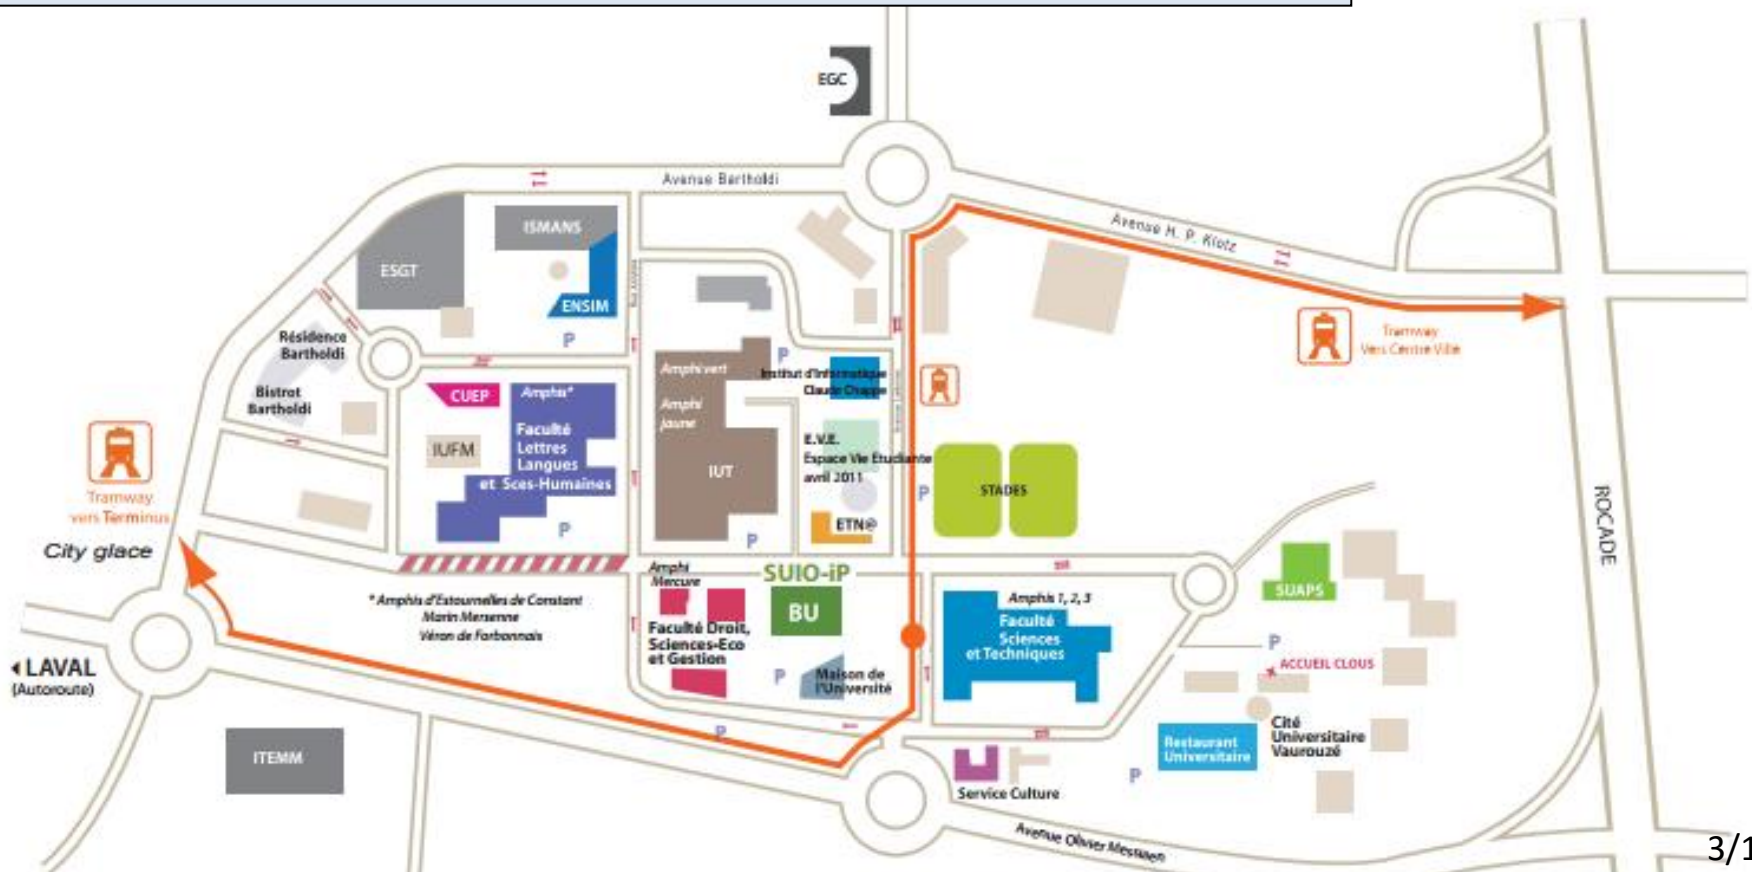 EGC
Avenue Bartholdi
ISMANS
ESGT
ENSIM
Avenue H. P. Klotz
Tramway
Vers Centre Ville
Résidence
Bartholdi
Bistrot
Bartholdi
P
CUEP
Amphis*
Faculté
Lettres
Langues
et Sces-Humaines
IUFM
P
Amphi vert
Amphi
jaune
IUT
P
P
Institut d'Informatique
Claude Chappe
E.V.E.
Espace Vie Etudiante
avril 2011
ETN@
P
STADES
ROCADE
Tramway
vers Terminus
City glace
LAVAL
(Autoroute)
* Amphis d'Estournelles de Constant
Marin Mersenne
Véron de Forbonnais
Amphi
Mercure
SUIO-iP
BU
Faculté Droit,
Sciences-Eco
et Gestion
P
Maison de
l'Université
P
Amphis 1, 2, 3
Faculté
Sciences
et Techniques
SUAPS
P
ACCUEIL CLOUS
Cité
Universitaire
Vaurouzé
Restaurant
Universitaire
P
ITEMM
Service Culture
Avenue Olivier Messiaen
3/1